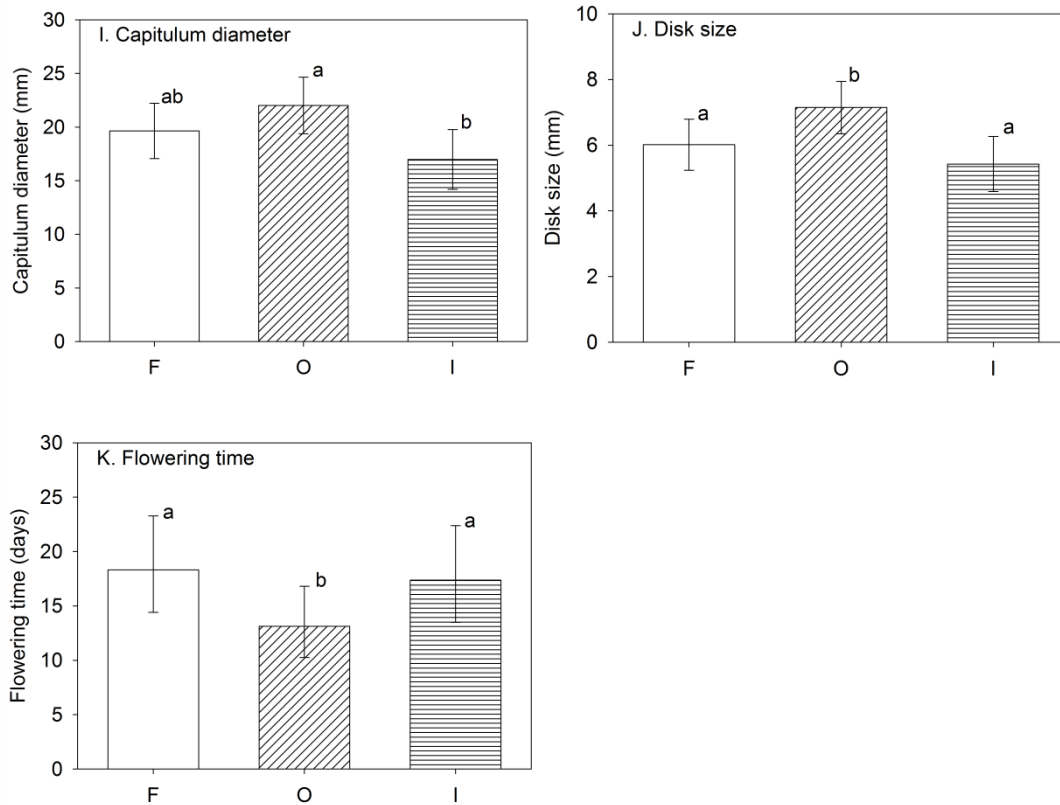 I. Capitulum diameter
Capitulum diameter (mm)
30
25
20
15
10
5
0
ab
a
b
F
O
I
J. Disk size
Disk size (mm)
10
8
6
4
2
0
a
b
a
F
O
I
K. Flowering time
Flowering time (days)
30
25
20
15
10
5
0
a
b
a
F
O
I